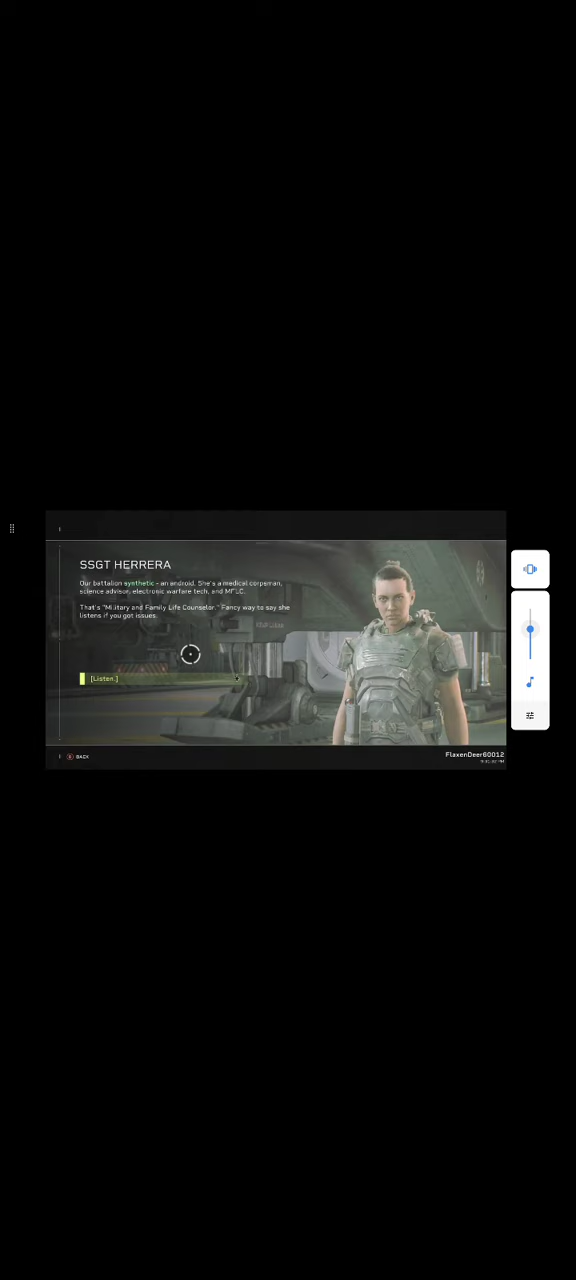 SSGT HERRERA
Our battalion synthetic - an android. She's a medical corpsman,
science advisor, electronic warfare tech, and MFLC.
That's "Military and Family Life Counselor." Fancy way to say she
listens if you got issues.
[Listen.]
BACK
FlaxenDeer60012